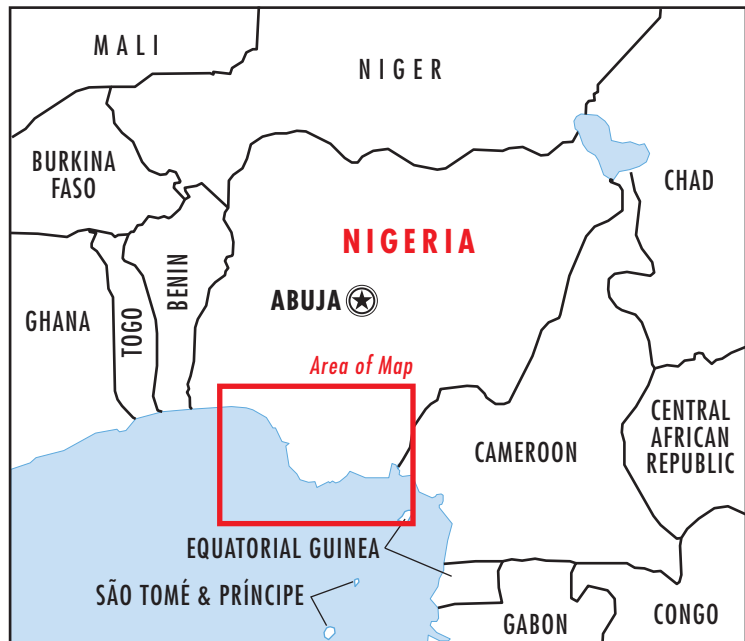 MALI
NIGER
BURKINA
FASO
CHAD
NIGERIA
BENIN
ABUJA
GHANA
TOGO
Area of Map
CENTRAL
AFRICAN
REPUBLIC
CAMEROON
EQUATORIAL GUINEA
SÃO TOMÉ & PRÍNCIPE
GABON
CONGO